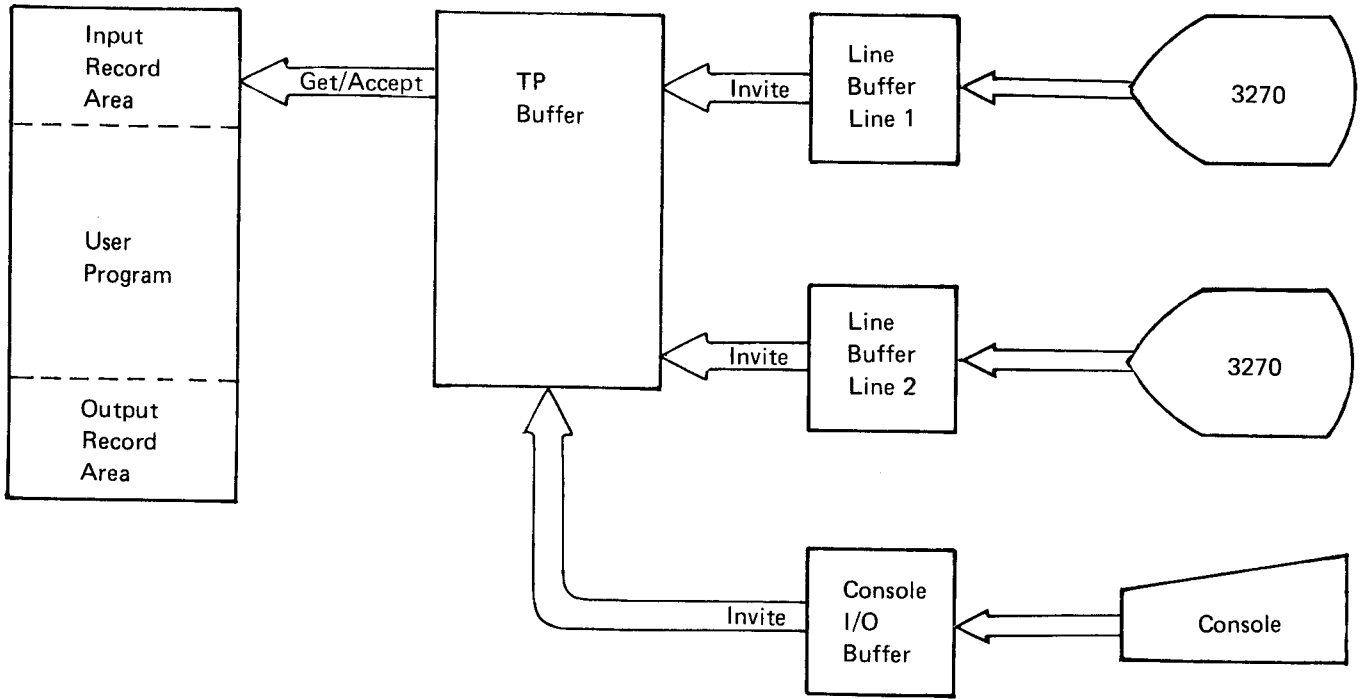 Input
Record
Area
User
Program
Output
Record
Area
Get/Accept
TP
Buffer
Invite
Line
Buffer
Line 1
3270
Invite
Line
Buffer
Line 2
3270
Invite
Console
I/O
Buffer
Console